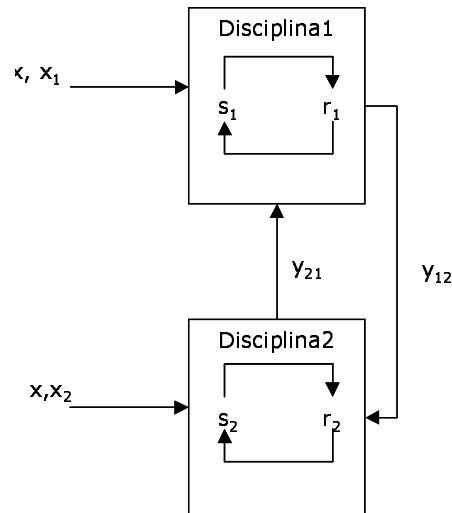 Disciplina1
x, x₁
s₁ r₁
y₂₁
y₁₂
Disciplina2
x,x₂
s₂ r₂